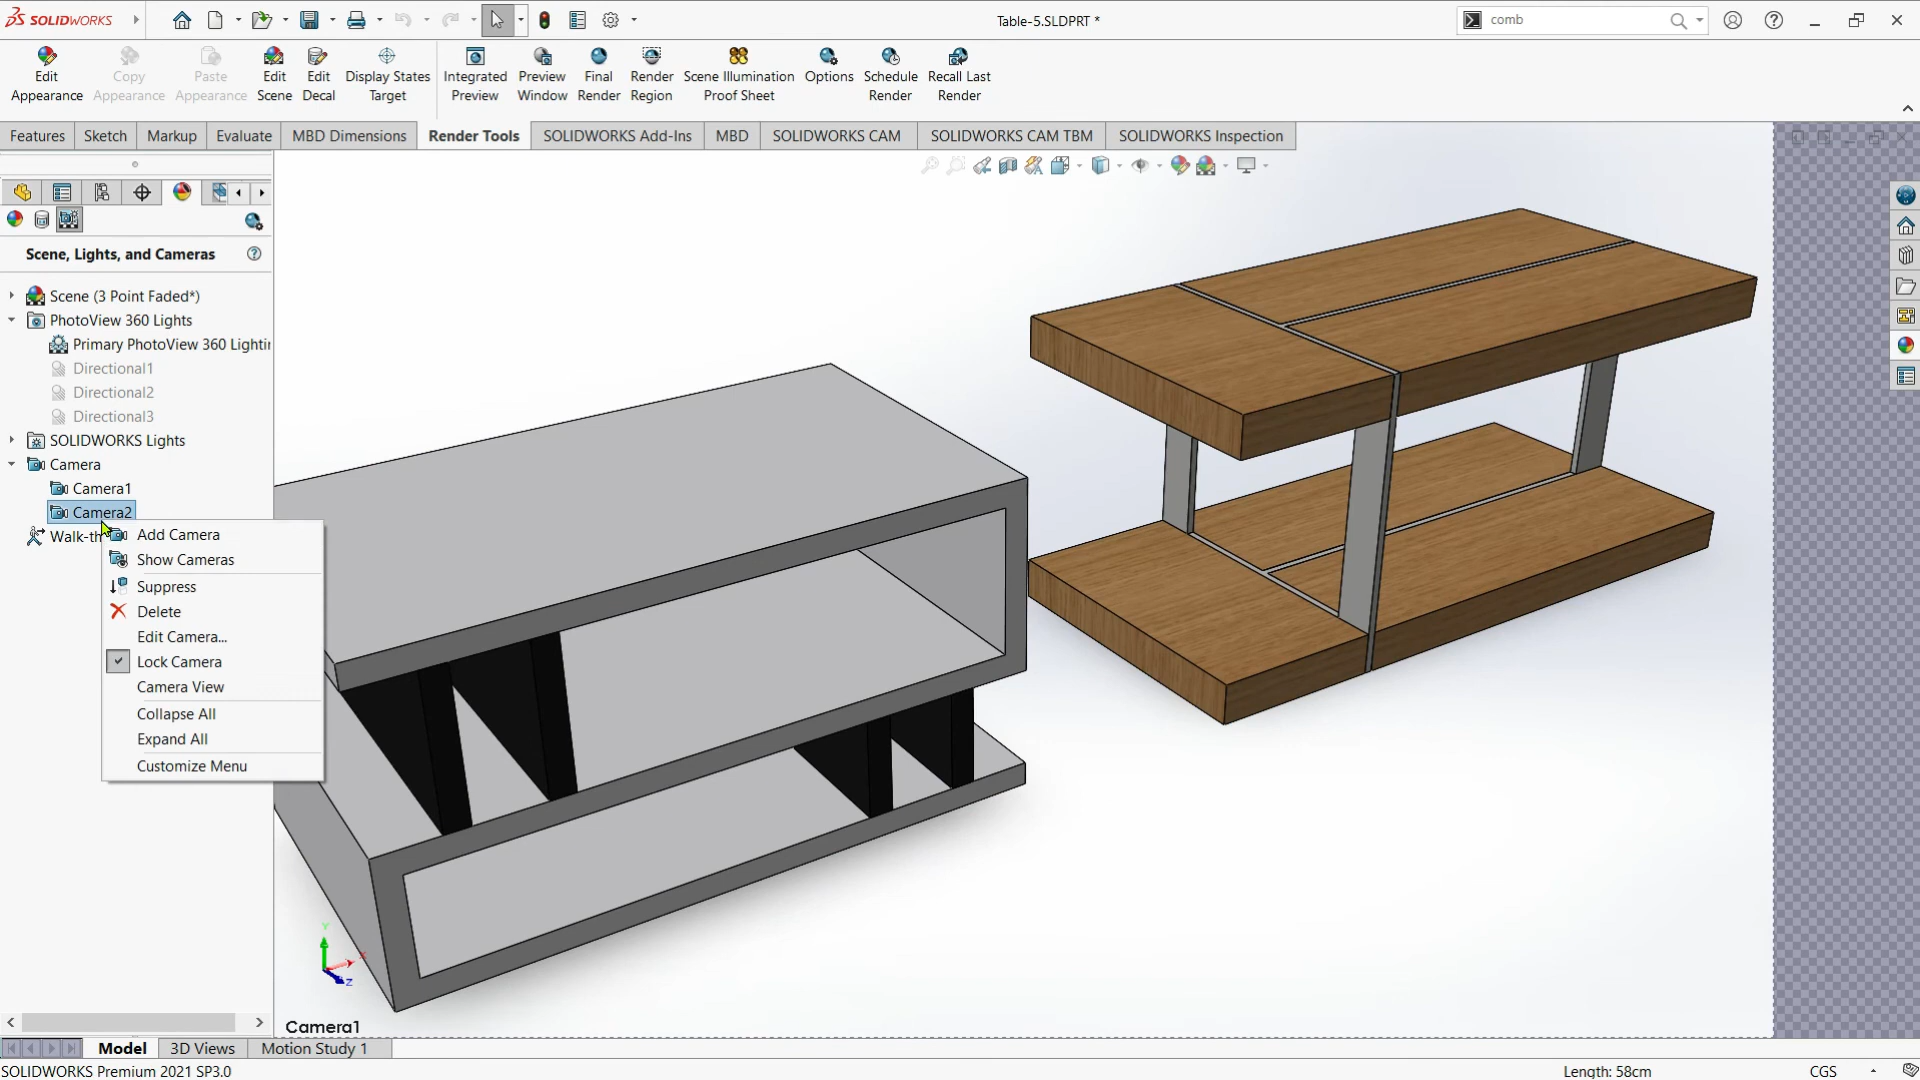 SOLIDWORKS
Table-5.SLDPRT *
comb
Edit Appearance
Copy Appearance
Paste Appearance
Edit Scene
Edit Decal
Display States Target
Integrated Preview
Preview Window
Final Render
Render Region
Scene Illumination Proof Sheet
Options
Schedule Render
Recall Last Render
Features
Sketch
Markup
Evaluate
MBD Dimensions
Render Tools
SOLIDWORKS Add-Ins
MBD
SOLIDWORKS CAM
SOLIDWORKS CAM TBM
SOLIDWORKS Inspection
Scene, Lights, and Cameras
Scene (3 Point Faded*)
PhotoView 360 Lights
Primary PhotoView 360 Lightin
Directional1
Directional2
Directional3
SOLIDWORKS Lights
Camera
Camera1
Camera2
Walk-th
Add Camera
Show Cameras
Suppress
Delete
Edit Camera...
Lock Camera
Camera View
Collapse All
Expand All
Customize Menu
Y
X
Z
Camera1
Model
3D Views
Motion Study 1
SOLIDWORKS Premium 2021 SP3.0
Length: 58cm
CGS